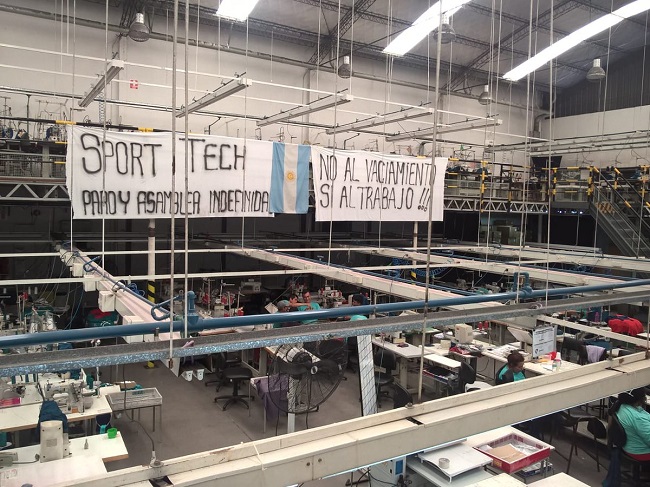 SPORT TECH
PARO Y ASAMBLEA INDEFINIDA
NO AL VACIAMIENTO
SI AL TRABAJO !!!